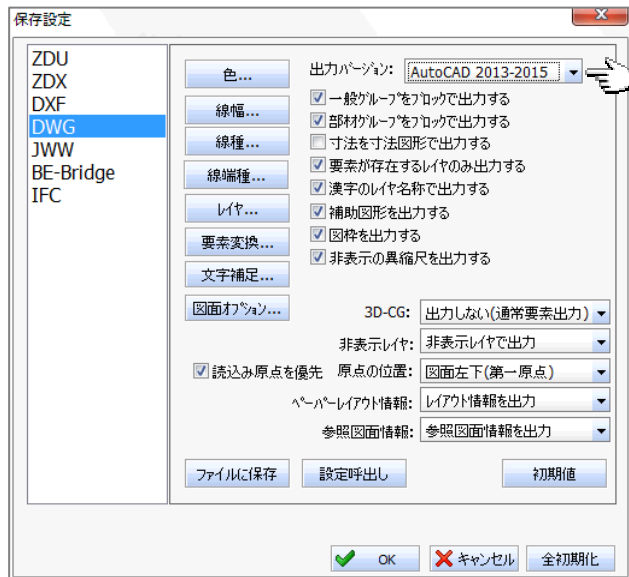 保存設定
ZDU
ZDX
DXF
DWG
JWW
BE-Bridge
IFC
色...
線幅...
線種...
線端種...
レイヤ...
要素変換...
文字補足...
図面オプション...
出力バージョン: AutoCAD 2013-2015
一般グループをブロックで出力する
部材グループをブロックで出力する
寸法を寸法図形で出力する
要素が存在するレイヤのみ出力する
漢字のレイヤ名称で出力する
補助図形を出力する
図枠を出力する
非表示の異縮尺を出力する
3D-CG: 出力しない(通常要素出力)
非表示レイヤ: 非表示レイヤで出力
読込み原点を優先 原点の位置: 図面左下(第一原点)
ペーパーレイアウト情報: レイアウト情報を出力
参照図面情報: 参照図面情報を出力
ファイルに保存 設定呼出し 初期値
OK キャンセル 全初期化